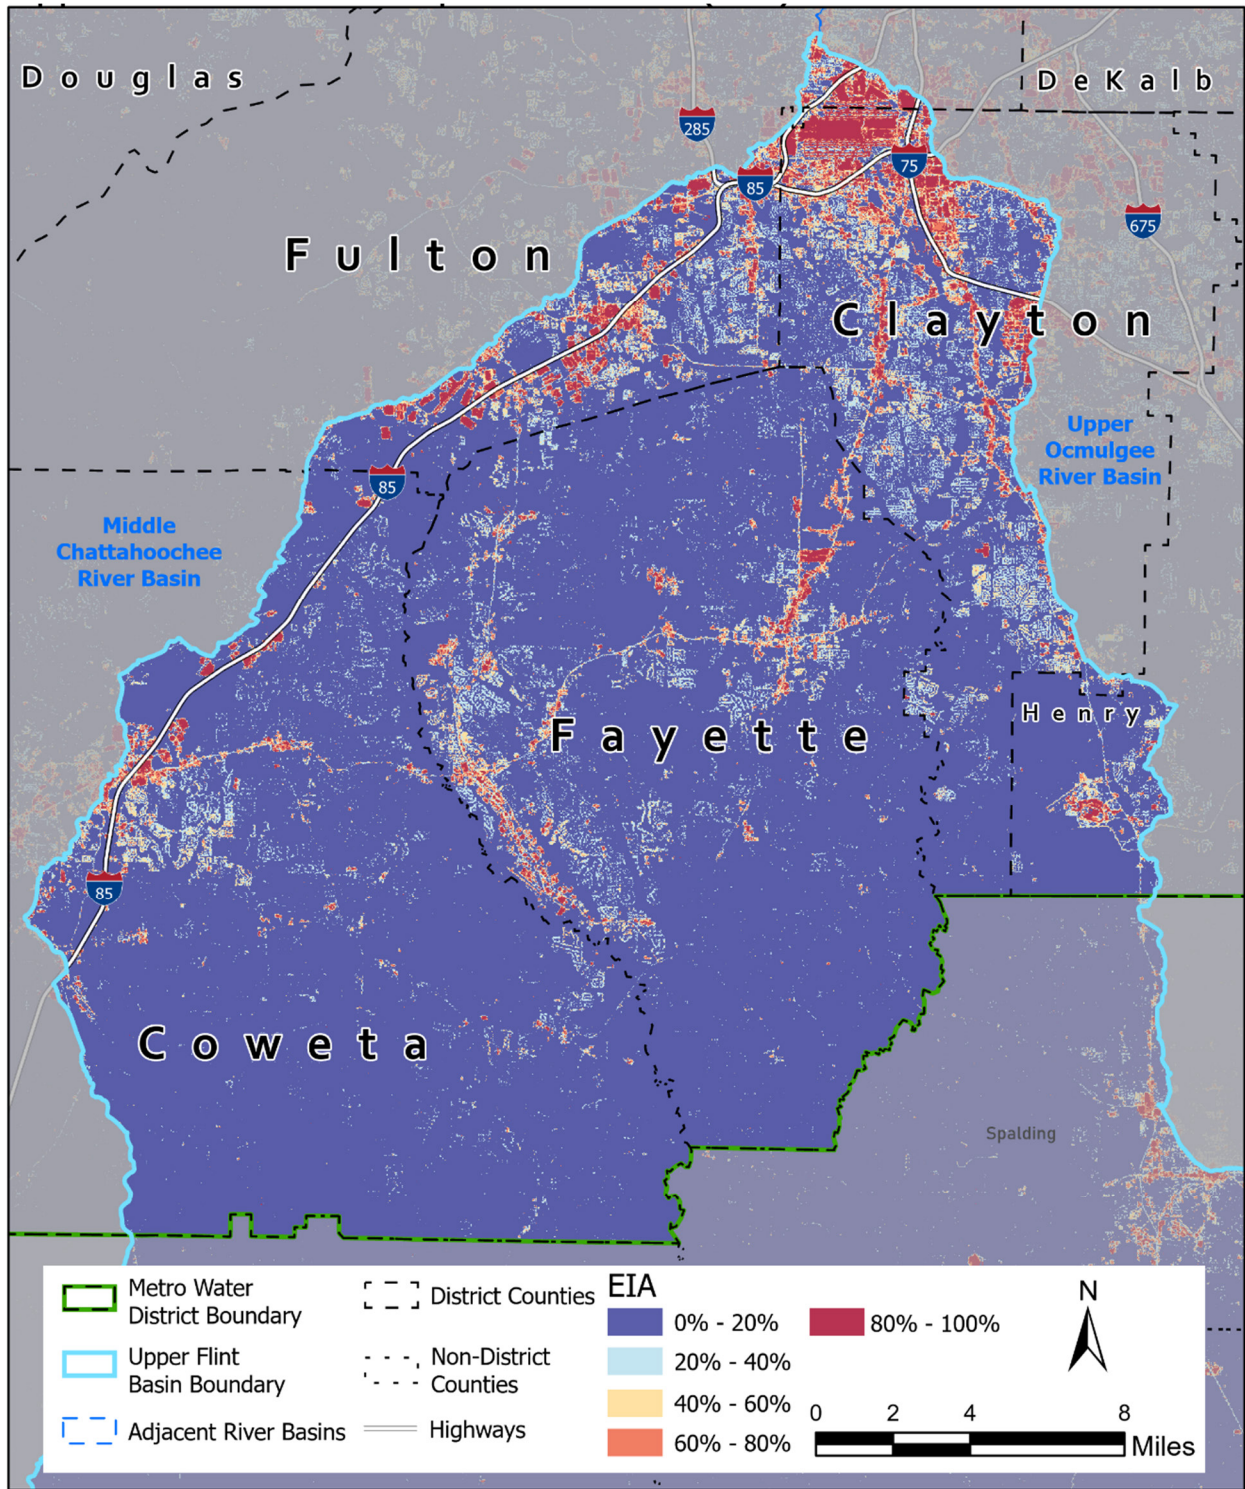 Douglas
DeKalb
285
75
85
675
Fulton
Clayton
Upper
Ocmulgee
River Basin
85
Middle
Chattahoochee
River Basin
Henry
Fayette
85
Coweta
Spalding
Metro Water
District Boundary
Upper Flint
Basin Boundary
Adjacent River Basins
District Counties
Non-District
Counties
Highways
EIA
0% - 20%
20% - 40%
40% - 60%
60% - 80%
80% - 100%
N
0 2 4 8
Miles